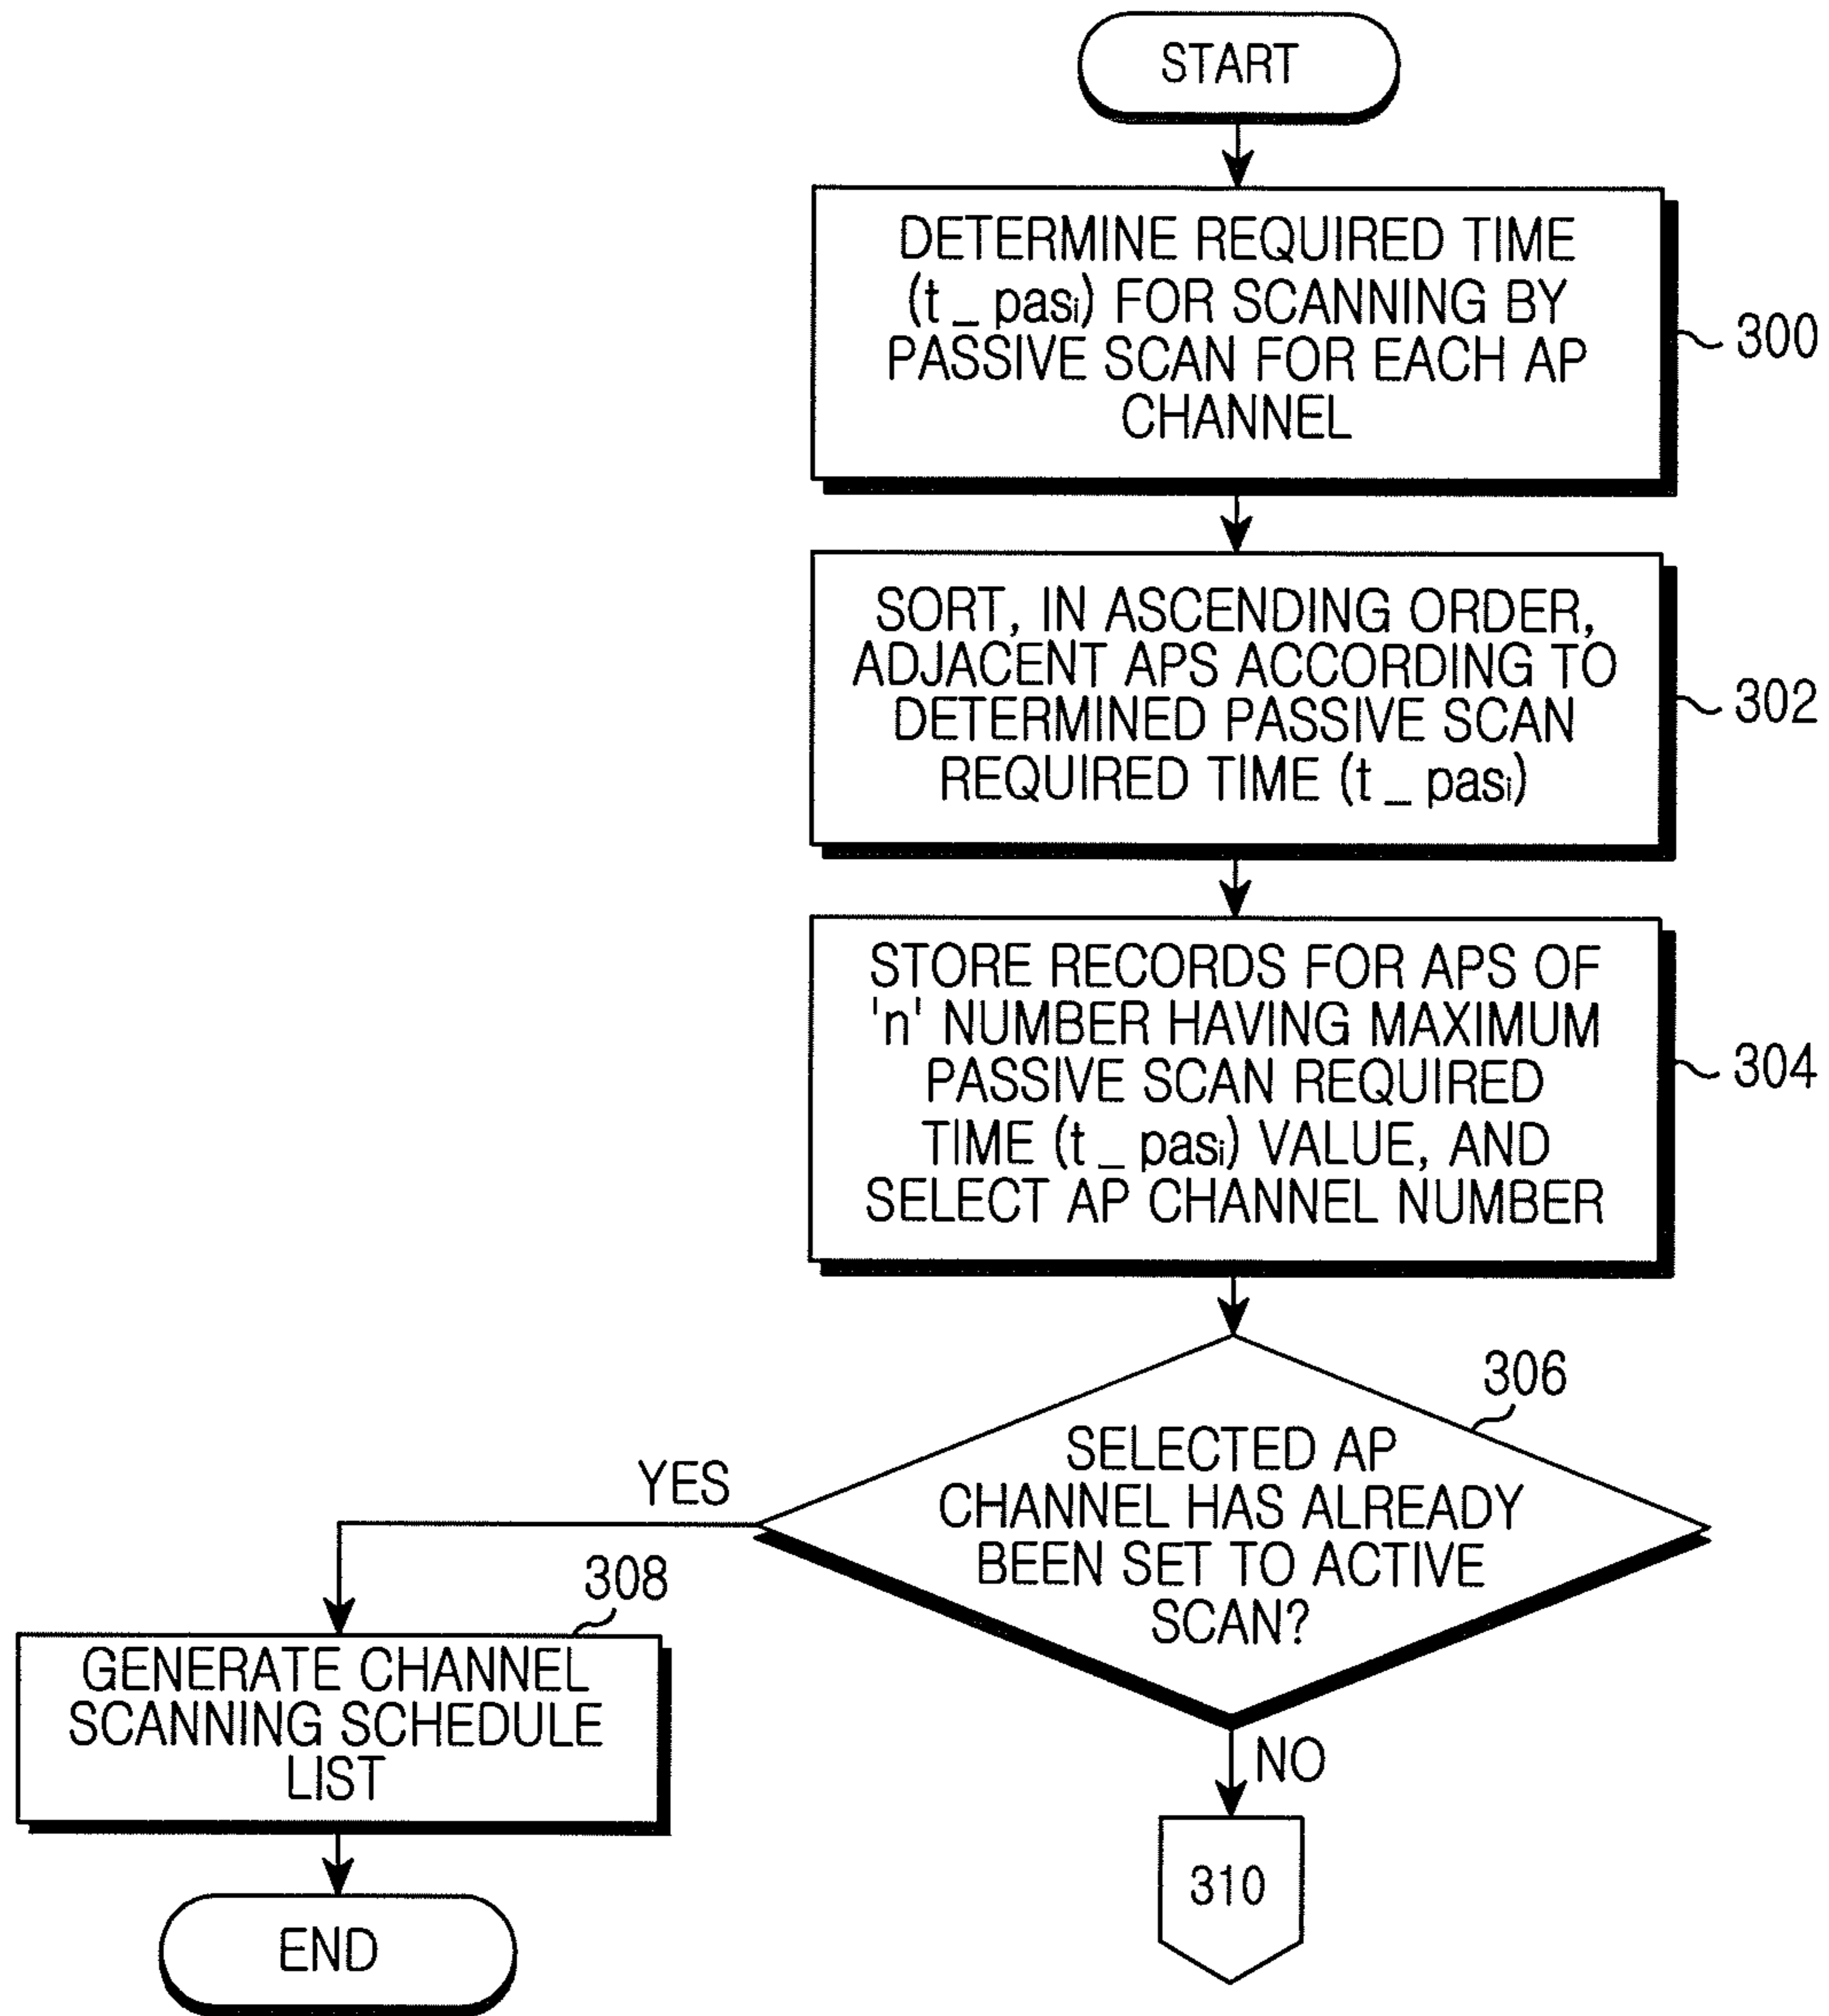 START
DETERMINE REQUIRED TIME
(t _ pasᵢ) FOR SCANNING BY
PASSIVE SCAN FOR EACH AP
CHANNEL
300
SORT, IN ASCENDING ORDER,
ADJACENT APS ACCORDING TO
DETERMINED PASSIVE SCAN
REQUIRED TIME (t _ pasᵢ)
302
STORE RECORDS FOR APS OF
'n' NUMBER HAVING MAXIMUM
PASSIVE SCAN REQUIRED
TIME (t _ pasᵢ) VALUE, AND
SELECT AP CHANNEL NUMBER
304
306
SELECTED AP
CHANNEL HAS ALREADY
BEEN SET TO ACTIVE
SCAN?
YES
308
GENERATE CHANNEL
SCANNING SCHEDULE
LIST
END
NO
310